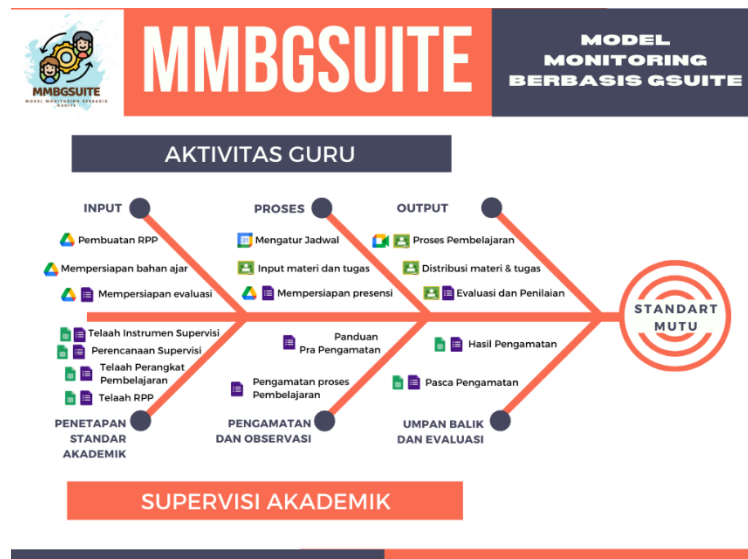 MMBGSUITE
MODEL MONITORING BERBASIS
GSUITE
MMBGSUITE
MODEL
MONITORING
BERBASIS GSUITE
AKTIVITAS GURU
INPUT
PROSES
OUTPUT
Pembuatan RPP
Mengatur Jadwal
Proses Pembelajaran
Mempersiapan bahan ajar
Input materi dan tugas
Distribusi materi & tugas
Mempersiapan evaluasi
Mempersiapan presensi
Evaluasi dan Penilaian
STANDART
MUTU
Telaah Instrumen Supervisi
Perencanaan Supervisi
Telaah Perangkat
Pembelajaran
Telaah RPP
Panduan
Pra Pengamatan
Pengamatan proses
Pembelajaran
Hasil Pengamatan
Pasca Pengamatan
PENETAPAN
STANDAR
AKADEMIK
PENGAMATAN
DAN OBSERVASI
UMPAN BALIK
DAN EVALUASI
SUPERVISI AKADEMIK